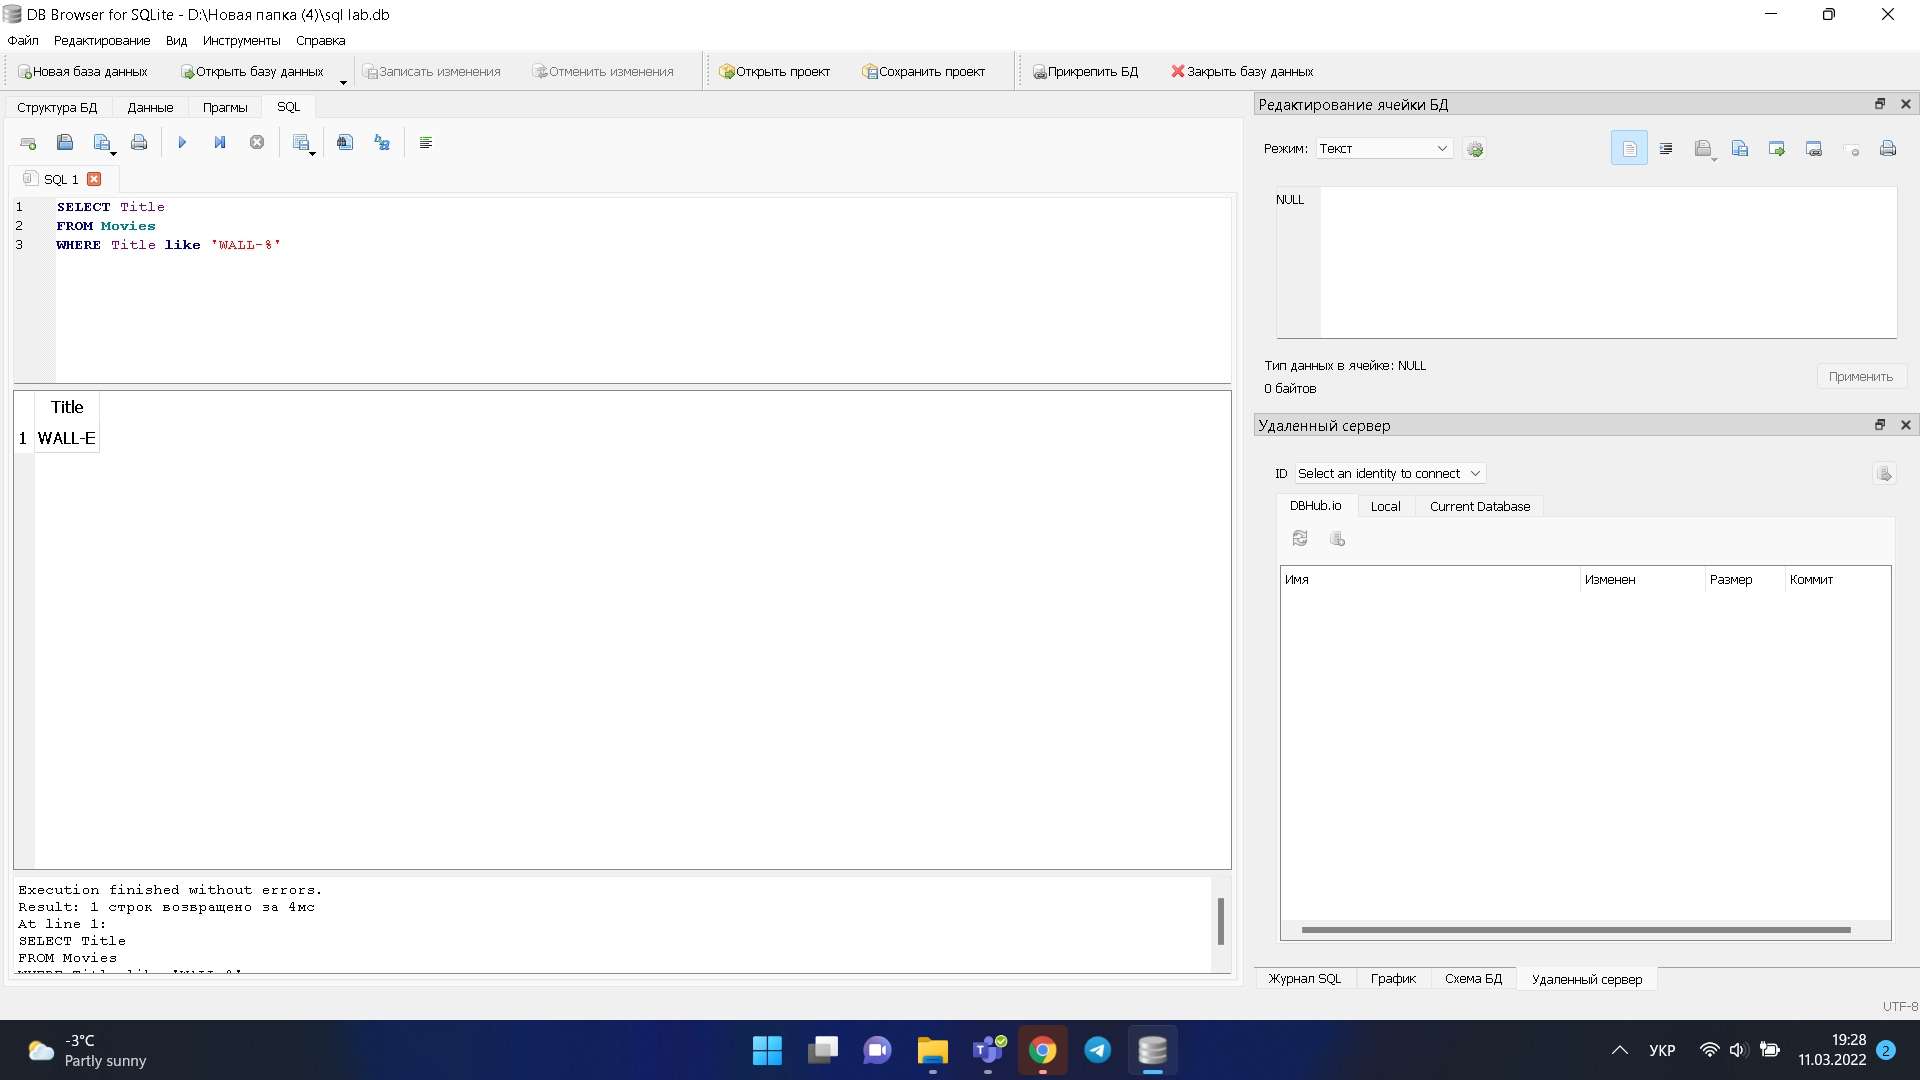 DB Browser for SQLite - D:\Новая папка (4)\sql lab.db
Файл Редактирование Вид Инструменты Справка
Новая база данных Открыть базу данных Записать изменения Отменить изменения Открыть проект Сохранить проект Прикрепить БД Закрыть базу данных
Структура БД Данные Прагмы SQL
SQL 1
1 SELECT Title
2 FROM Movies
3 WHERE Title like 'WALL-%'
Title
1 WALL-E
Execution finished without errors.
Result: 1 строк возвращено за 4мс
At line 1:
SELECT Title
FROM Movies
WHERE Title like 'WALL-%'
Редактирование ячейки БД
Режим: Текст
NULL
Тип данных в ячейке: NULL
0 байтов
Применить
Удаленный сервер
ID Select an identity to connect
DBHub.io Local Current Database
Имя Изменен Размер Коммит
Журнал SQL График Схема БД Удаленный сервер
UTF-8
-3°C
Partly sunny
УКР
19:28
11.03.2022
2